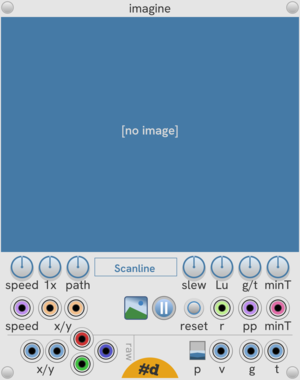 imagine
[no image]
Scanline
speed 1x path slew Lu g/t minT
speed x/y reset r pp minT
raw
x/y #d p v g t